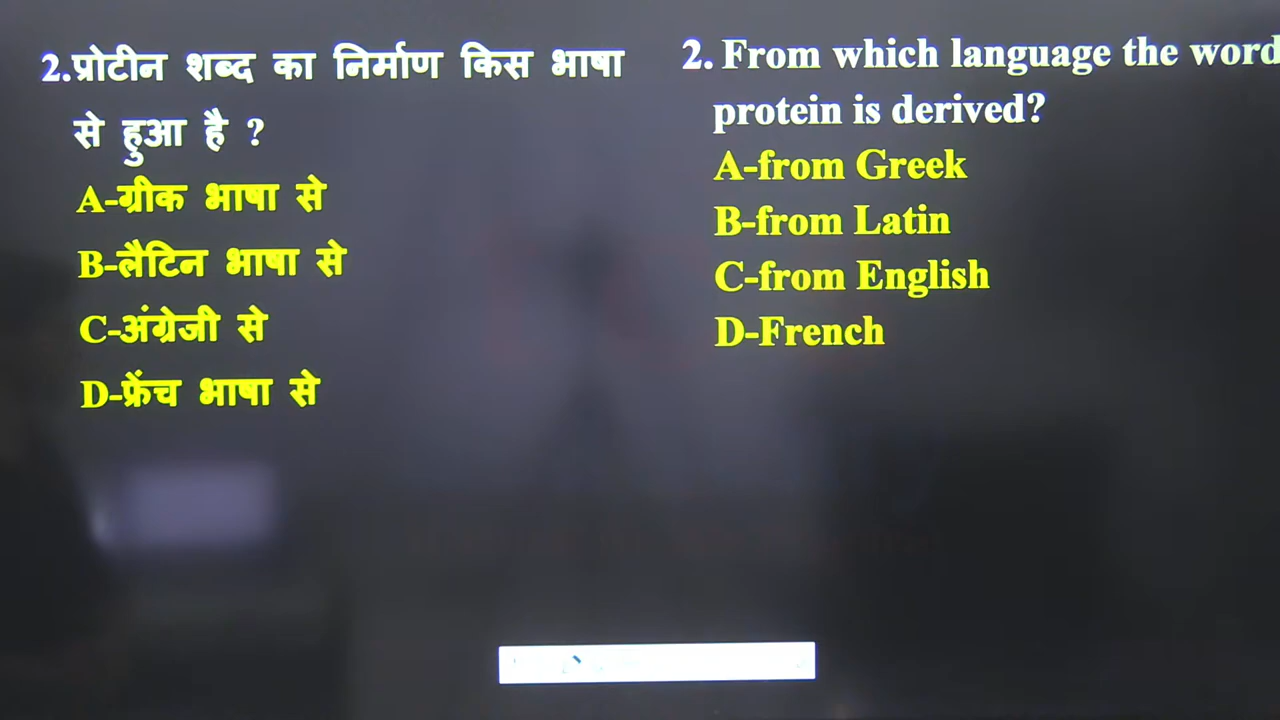 2.प्रोटीन शब्द का निर्माण किस भाषा
से हुआ है ?
A-ग्रीक भाषा से
B-लैटिन भाषा से
C-अंग्रेजी से
D-फ्रेंच भाषा से
2. From which language the word
protein is derived?
A-from Greek
B-from Latin
C-from English
D-French